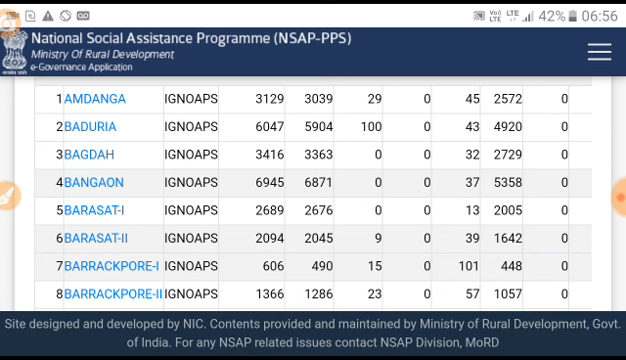 42% 06:56
National Social Assistance Programme (NSAP-PPS)
Ministry Of Rural Development
e-Governance Application
1 AMDANGA IGNOAPS 3129 3039 29 0 45 2572 0
2 BADURIA IGNOAPS 6047 5904 100 0 43 4920 0
3 BAGDAH IGNOAPS 3416 3363 0 0 32 2729 0
4 BANGAON IGNOAPS 6945 6871 0 0 37 5358 0
5 BARASAT-I IGNOAPS 2689 2676 0 0 13 2005 0
6 BARASAT-II IGNOAPS 2094 2045 9 0 39 1642 0
7 BARRACKPORE-I IGNOAPS 606 490 15 0 101 448 0
8 BARRACKPORE-II IGNOAPS 1366 1286 23 0 57 1057 0
Site designed and developed by NIC. Contents provided and maintained by Ministry of Rural Development, Govt.
of India. For any NSAP related issues contact NSAP Division, MoRD